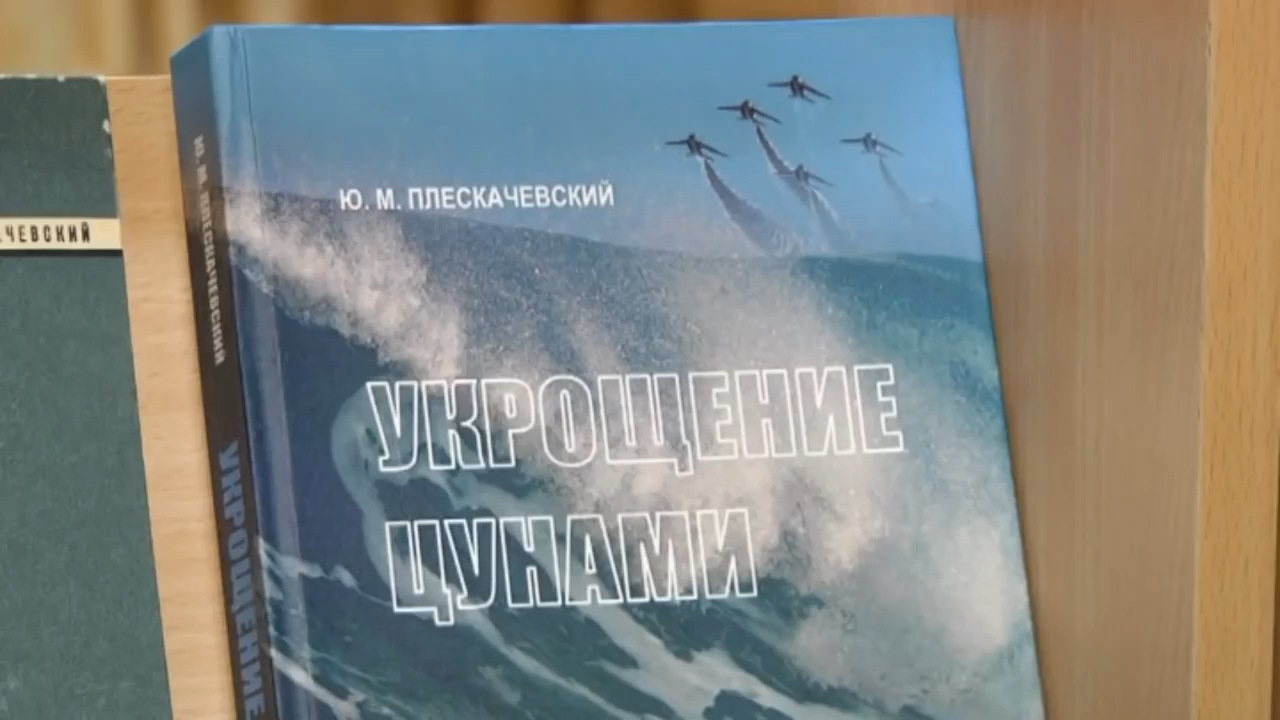 Ю. М. ПЛЕСКАЧЕВСКИЙ
УКРОЩЕНИЕ
ЦУНАМИ
Ю. М. ПЛЕСКАЧЕВСКИЙ
УКРОЩЕНИЕ
ЧЕВСКИЙ